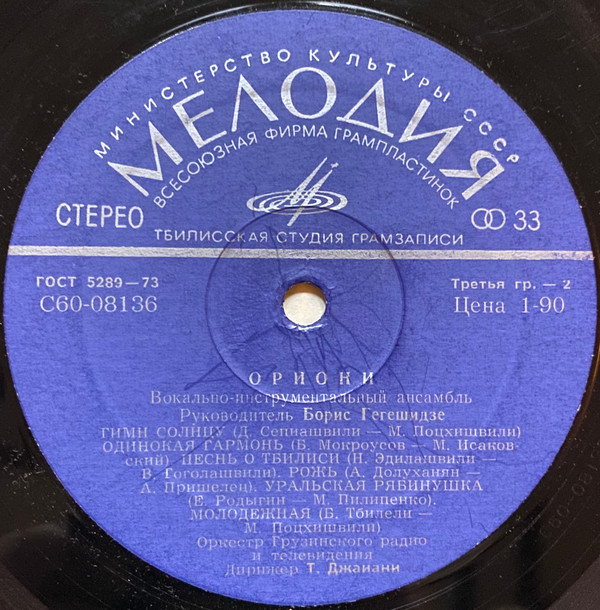 МИНИСТЕРСТВО КУЛЬТУРЫ СССР
МЕЛОДИЯ
ВСЕСОЮЗНАЯ ФИРМА ГРАМПЛАСТИНОК
СТЕРЕО
33
ТБИЛИССКАЯ СТУДИЯ ГРАМЗАПИСИ
ГОСТ 5289—73
Третья гр. — 2
С60-08136
Цена 1-90
ОРИОНИ
Вокально-инструментальный ансамбль
Руководитель Борис Гегешидзе
ГИМН СОЛНЦУ (Д. Сепиашвили — М. Поцхишвили)
ОДИНОКАЯ ГАРМОНЬ (Б. Мокроусов — М. Исаков-
ский). ПЕСНЬ О ТБИЛИСИ (Н. Эдилашвили —
В. Гоголашвили). РОЖЬ (А. Долуханян —
А. Пришелец). УРАЛЬСКАЯ РЯБИНУШКА
(Е. Родыгин — М. Пилипенко).
МОЛОДЕЖНАЯ (Б. Тбилели —
М. Поцхишвили)
Оркестр Грузинского радио
и телевидения
Дирижер Т. Джаиани